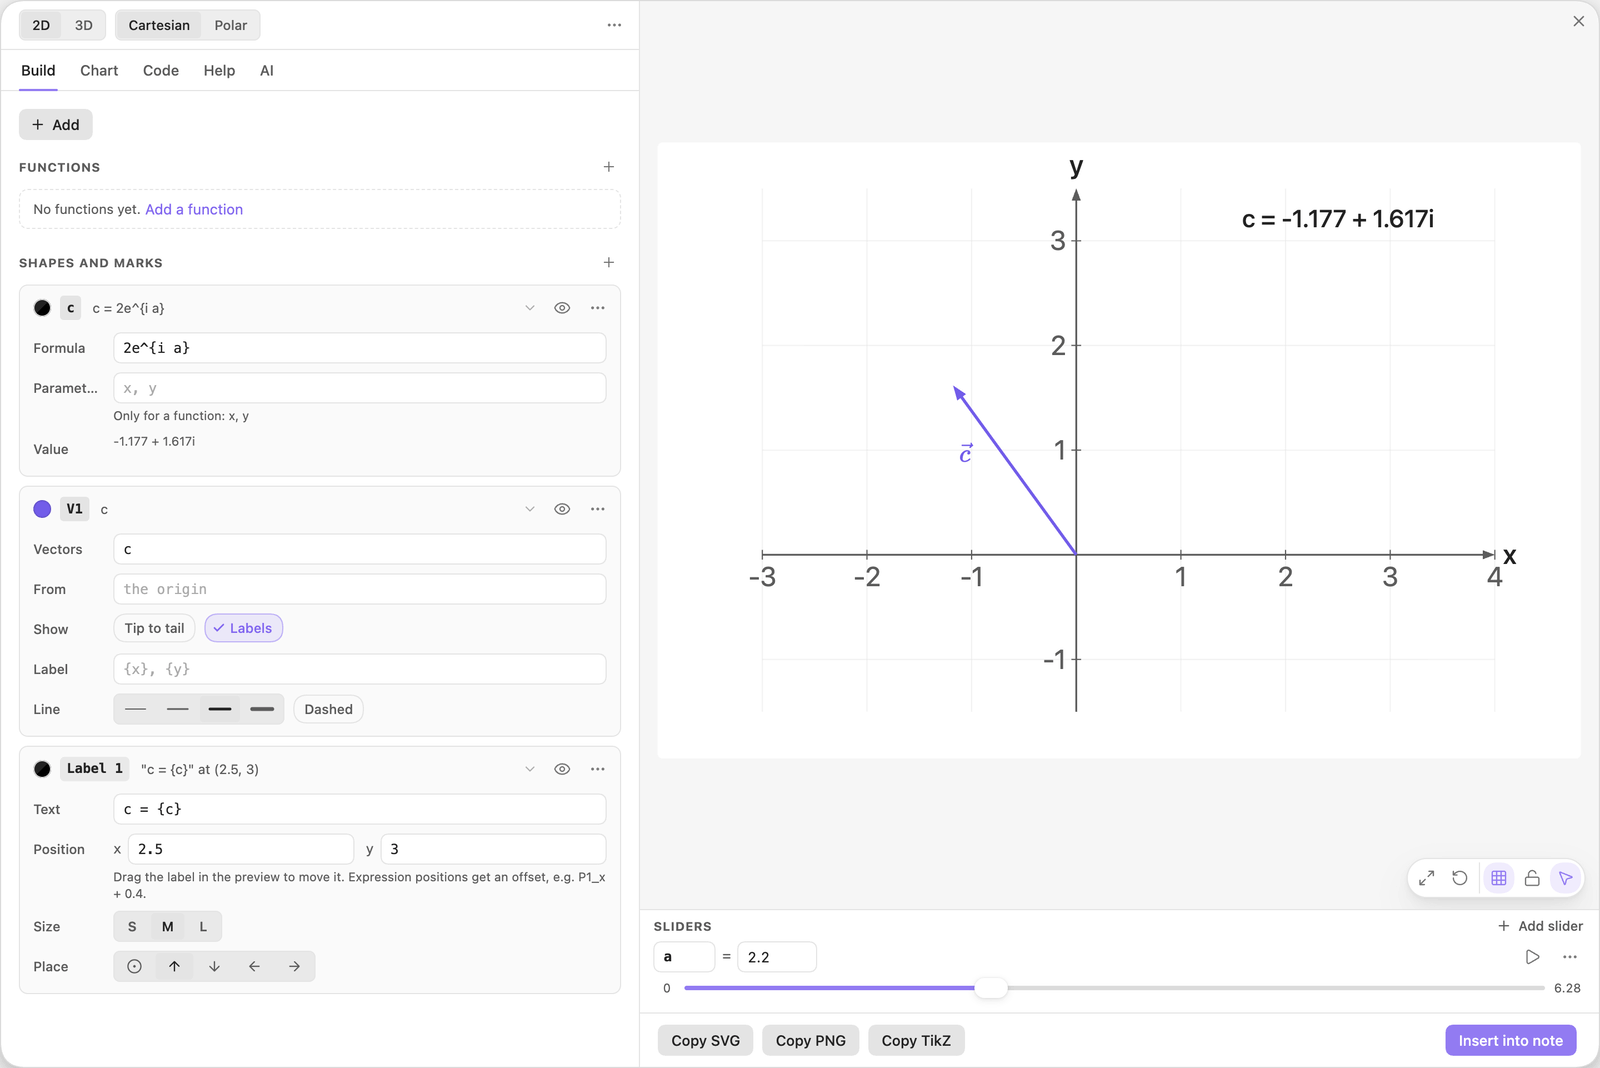 2D 3D Cartesian Polar
Build Chart Code Help AI
+ Add
FUNCTIONS
No functions yet. Add a function
SHAPES AND MARKS
c c = 2e^{i a}
Formula 2e^{i a}
Paramet... x, y
Only for a function: x, y
Value -1.177 + 1.617i
V1 c
Vectors c
From the origin
Show Tip to tail Labels
Label {x}, {y}
Line Dashed
Label 1 "c = {c}" at (2.5, 3)
Text c = {c}
Position x 2.5 y 3
Drag the label in the preview to move it. Expression positions get an offset, e.g. P1_x
+ 0.4.
Size S M L
Place
y
c = -1.177 + 1.617i
3
2
1
c
x
-3 -2 -1 1 2 3 4
-1
SLIDERS + Add slider
a = 2.2
0 6.28
Copy SVG Copy PNG Copy TikZ Insert into note